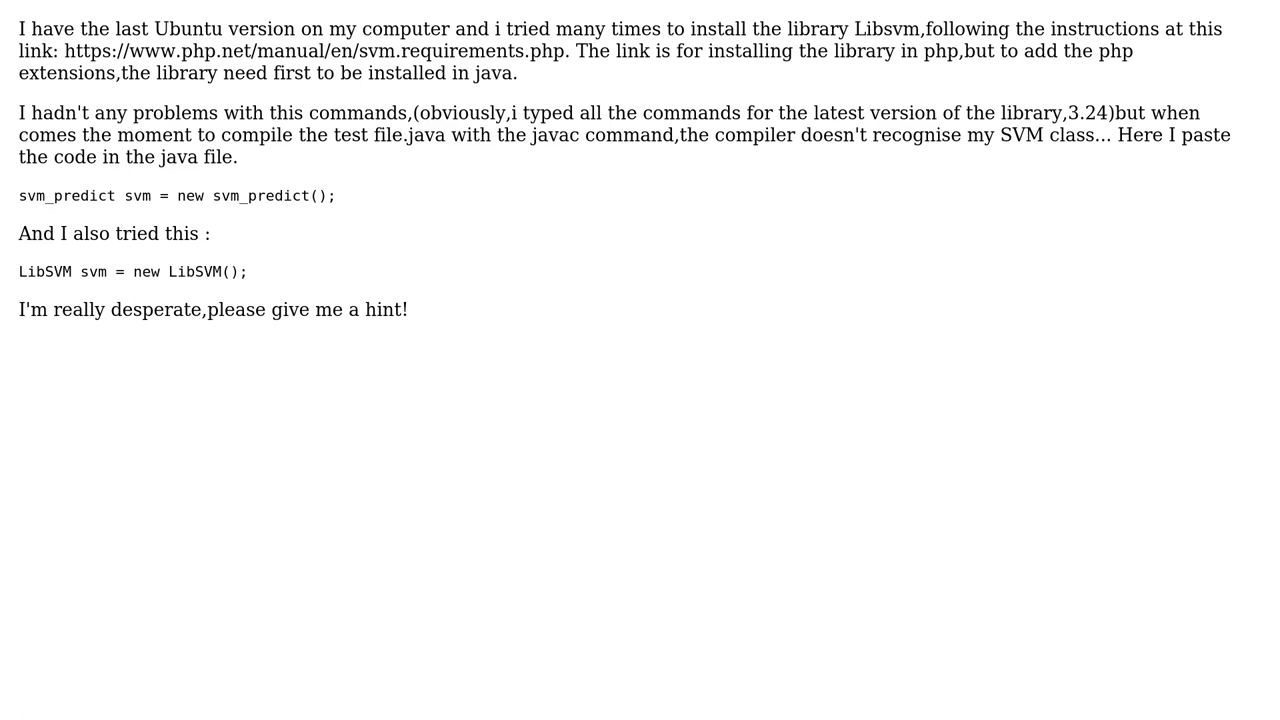 I have the last Ubuntu version on my computer and i tried many times to install the library Libsvm,following the instructions at this
link: https://www.php.net/manual/en/svm.requirements.php. The link is for installing the library in php,but to add the php
extensions,the library need first to be installed in java.
I hadn't any problems with this commands,(obviously,i typed all the commands for the latest version of the library,3.24)but when
comes the moment to compile the test file.java with the javac command,the compiler doesn't recognise my SVM class... Here I paste
the code in the java file.
svm_predict svm = new svm_predict();
And I also tried this :
LibSVM svm = new LibSVM();
I'm really desperate,please give me a hint!